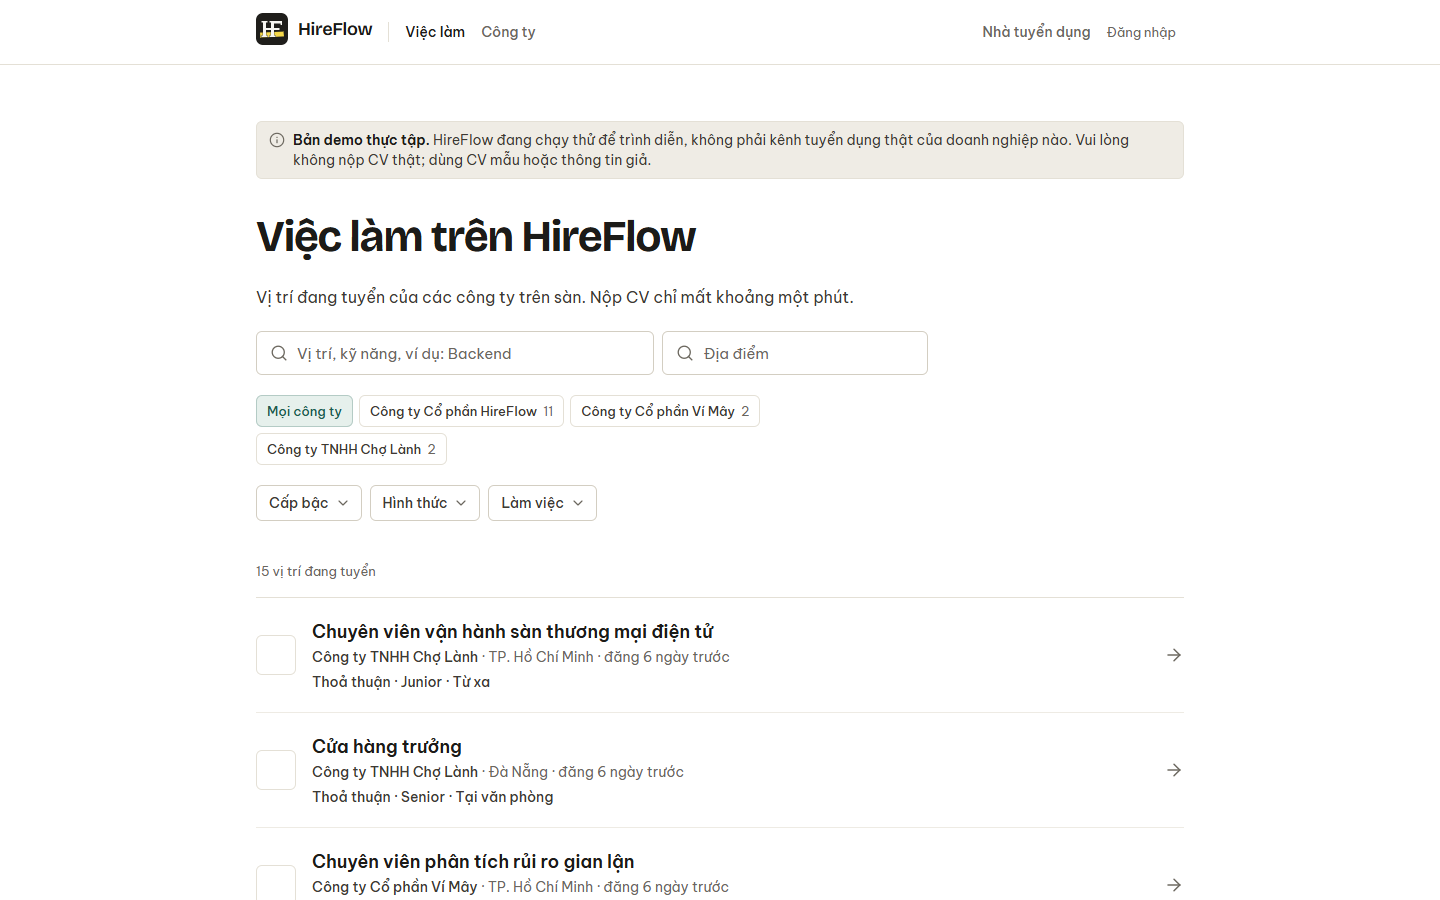 HF HireFlow Việc làm Công ty Nhà tuyển dụng Đăng nhập
Bản demo thực tập. HireFlow đang chạy thử để trình diễn, không phải kênh tuyển dụng thật của doanh nghiệp nào. Vui lòng
không nộp CV thật; dùng CV mẫu hoặc thông tin giả.
Việc làm trên HireFlow
Vị trí đang tuyển của các công ty trên sàn. Nộp CV chỉ mất khoảng một phút.
Vị trí, kỹ năng, ví dụ: Backend Địa điểm
Mọi công ty Công ty Cổ phần HireFlow 11 Công ty Cổ phần Ví Mây 2
Công ty TNHH Chợ Lành 2
Cấp bậc Hình thức Làm việc
15 vị trí đang tuyển
Chuyên viên vận hành sàn thương mại điện tử
Công ty TNHH Chợ Lành · TP. Hồ Chí Minh · đăng 6 ngày trước
Thoả thuận · Junior · Từ xa
Cửa hàng trưởng
Công ty TNHH Chợ Lành · Đà Nẵng · đăng 6 ngày trước
Thoả thuận · Senior · Tại văn phòng
Chuyên viên phân tích rủi ro gian lận
Công ty Cổ phần Ví Mây · TP. Hồ Chí Minh · đăng 6 ngày trước